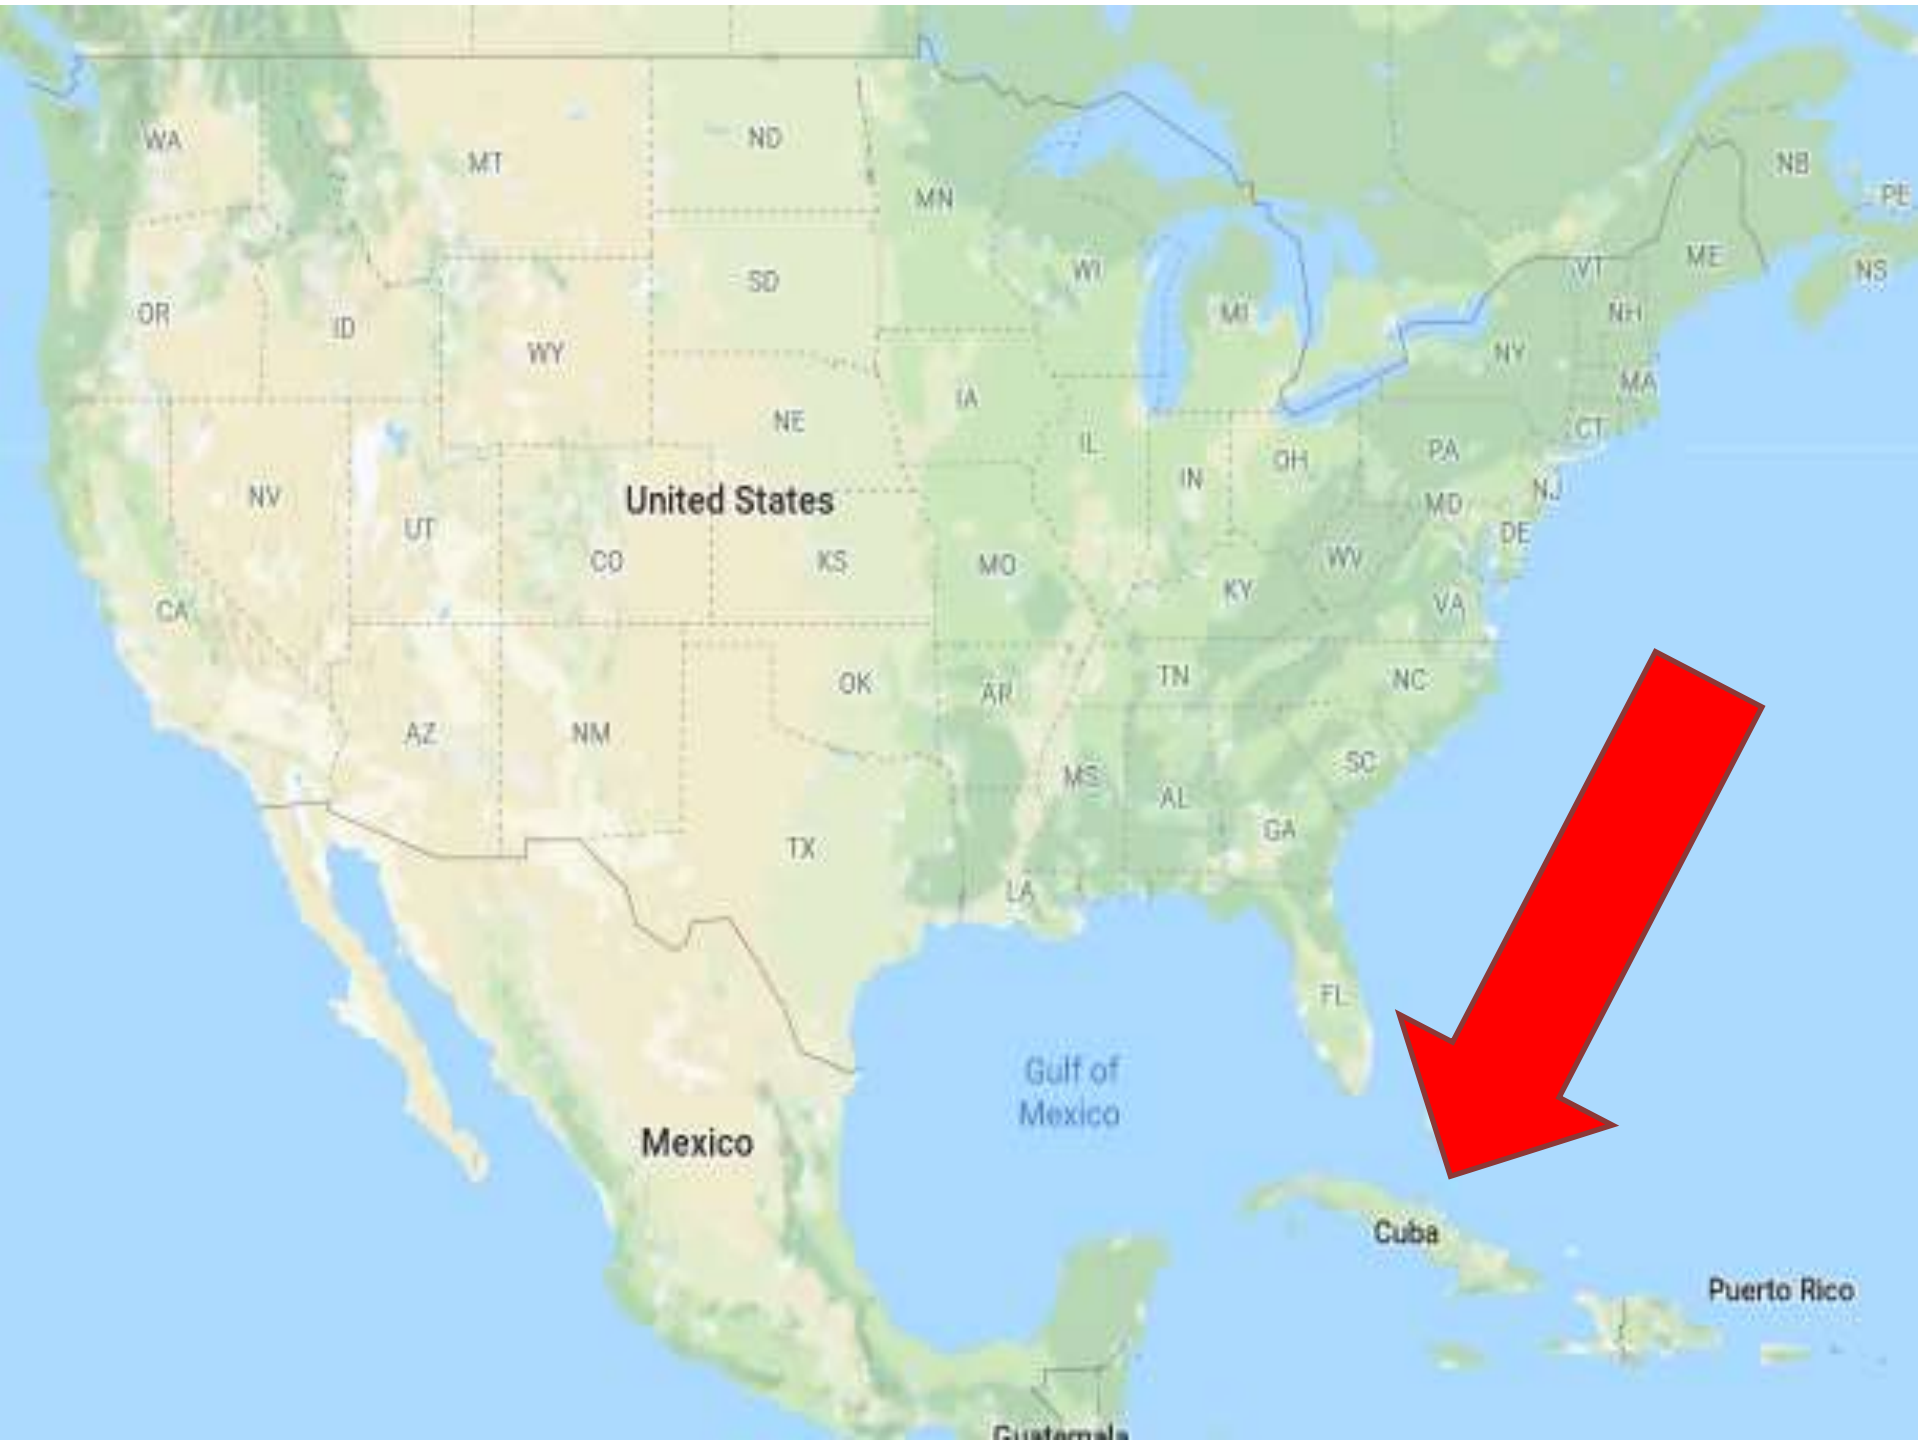 WA
MT
ND
MN
NB
PE
OR
ID
SD
WI
MI
VT
ME
NS
NH
WY
NY
IA
NE
MA
CT
IL
IN
OH
PA
NJ
NV
United States
MD
DE
UT
CO
KS
MO
WV
KY
VA
CA
OK
AR
TN
NC
AZ
NM
MS
AL
SC
GA
TX
LA
FL
Gulf of
Mexico
Mexico
Cuba
Puerto Rico
Guatemala